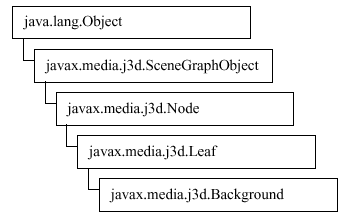 java.lang.Object
javax.media.j3d.SceneGraphObject
javax.media.j3d.Node
javax.media.j3d.Leaf
javax.media.j3d.Background